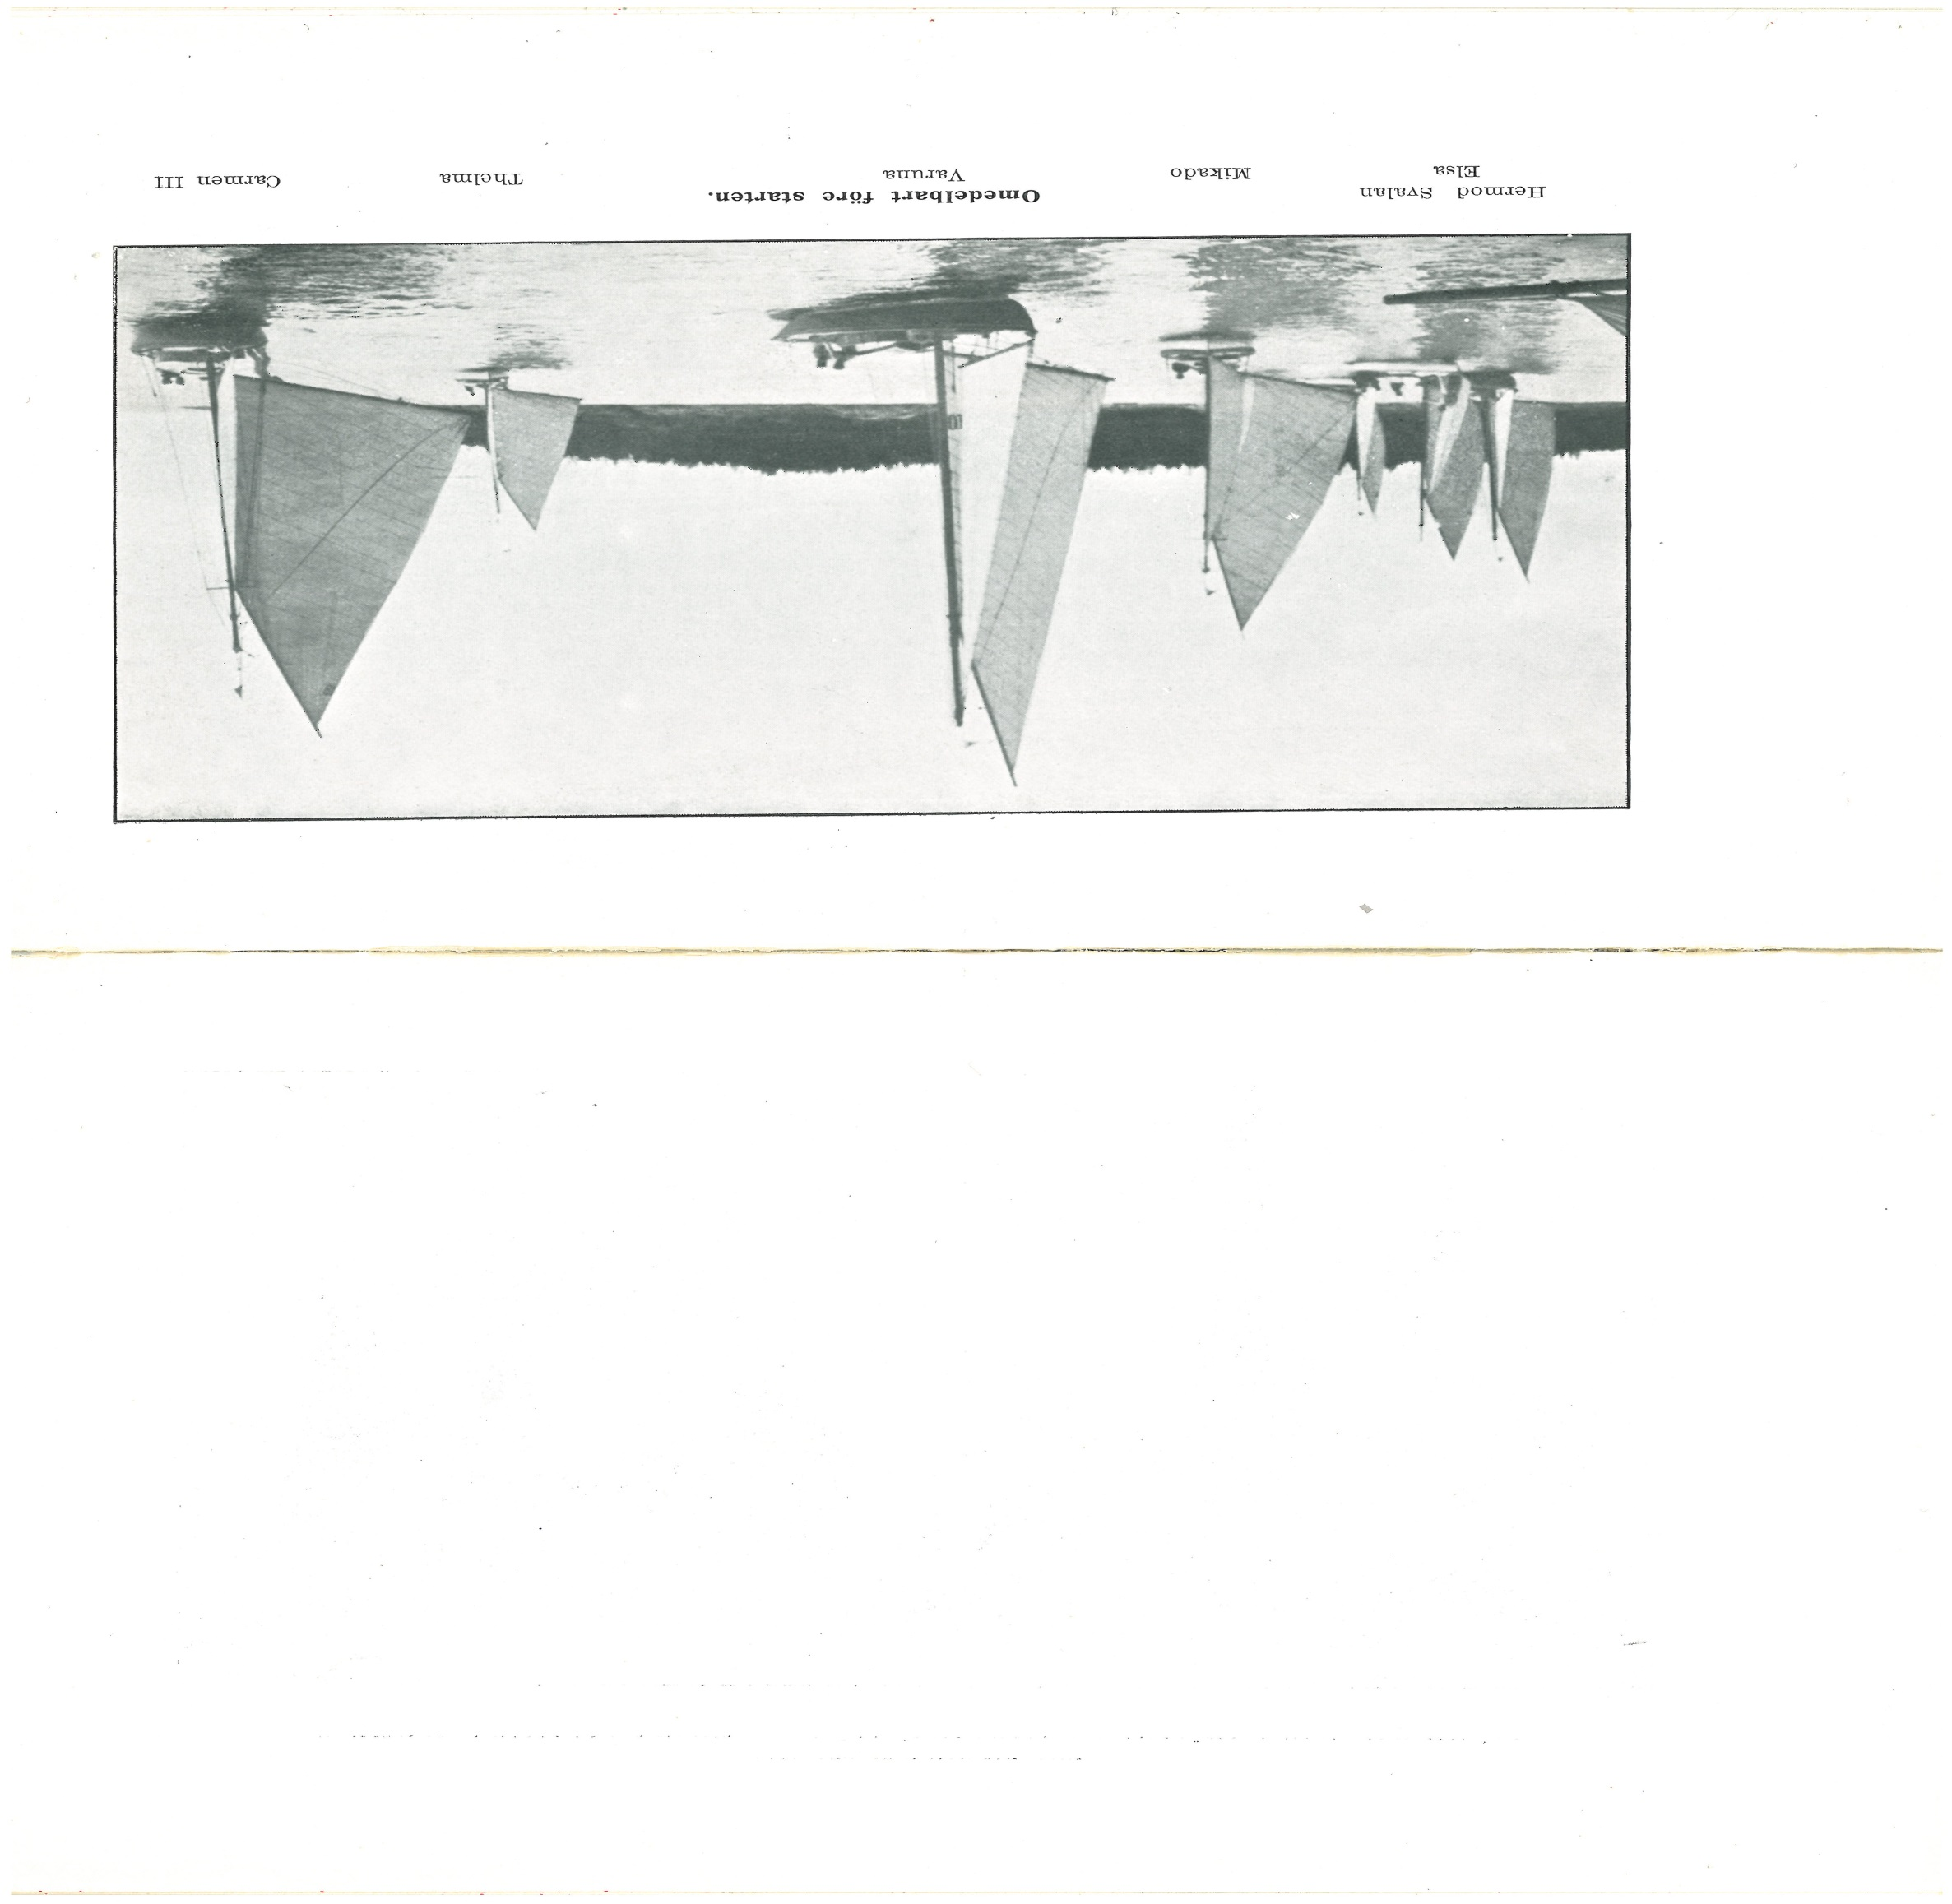 Hermod Svalan Omedelbart före starten.
Elsa Mikado Varuna Thelma Carmen III